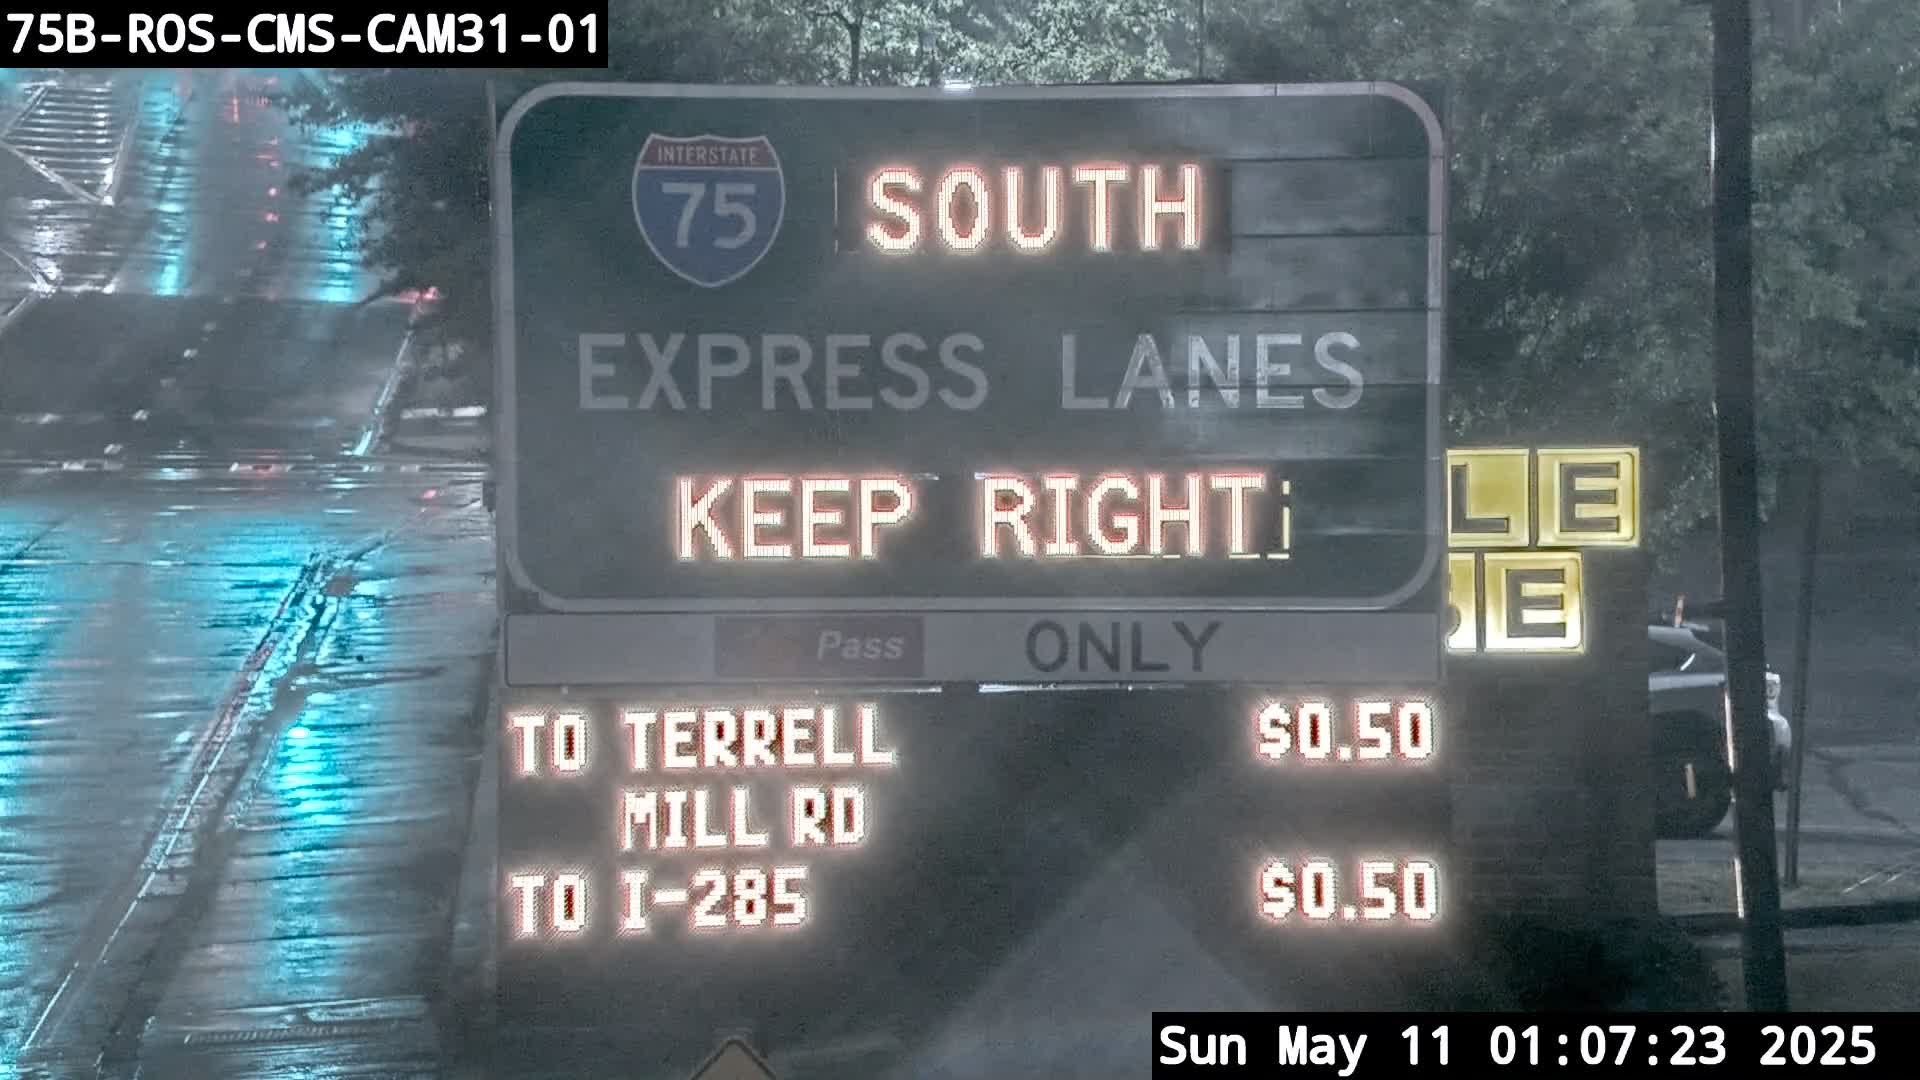 75B-ROS-CMS-CAM31-01
INTERSTATE
75
SOUTH
EXPRESS LANES
KEEP RIGHT
Pass ONLY
TO TERRELL $0.50
MILL RD
TO I-285 $0.50
LE
E
Sun May 11 01:07:23 2025